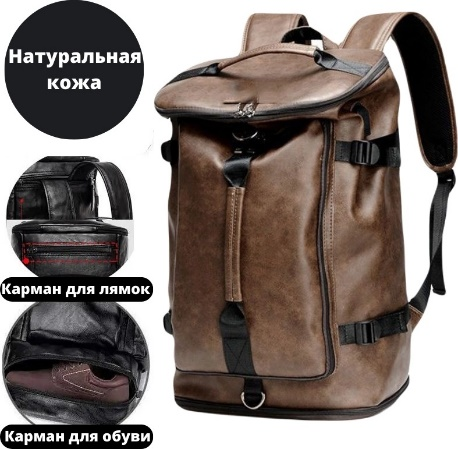 Натуральная
кожа
Карман для лямок
Карман для обуви